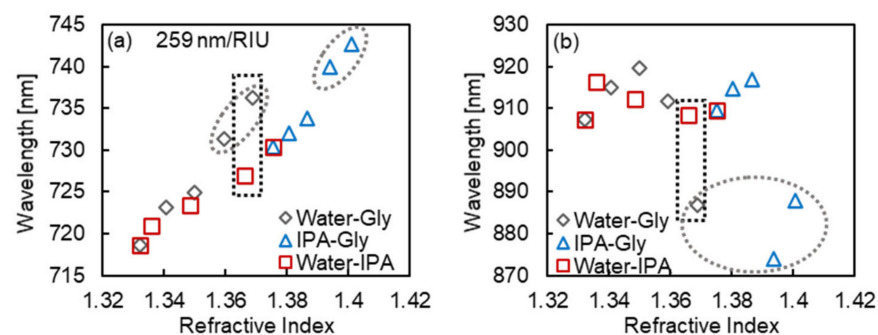 (a) 259 nm/RIU
Wavelength [nm]
745
740
735
730
725
720
715
Water-Gly
IPA-Gly
Water-IPA
1.32 1.34 1.36 1.38 1.4 1.42
Refractive Index
(b)
Wavelength [nm]
930
920
910
900
890
880
870
Water-Gly
IPA-Gly
Water-IPA
1.32 1.34 1.36 1.38 1.4 1.42
Refractive Index